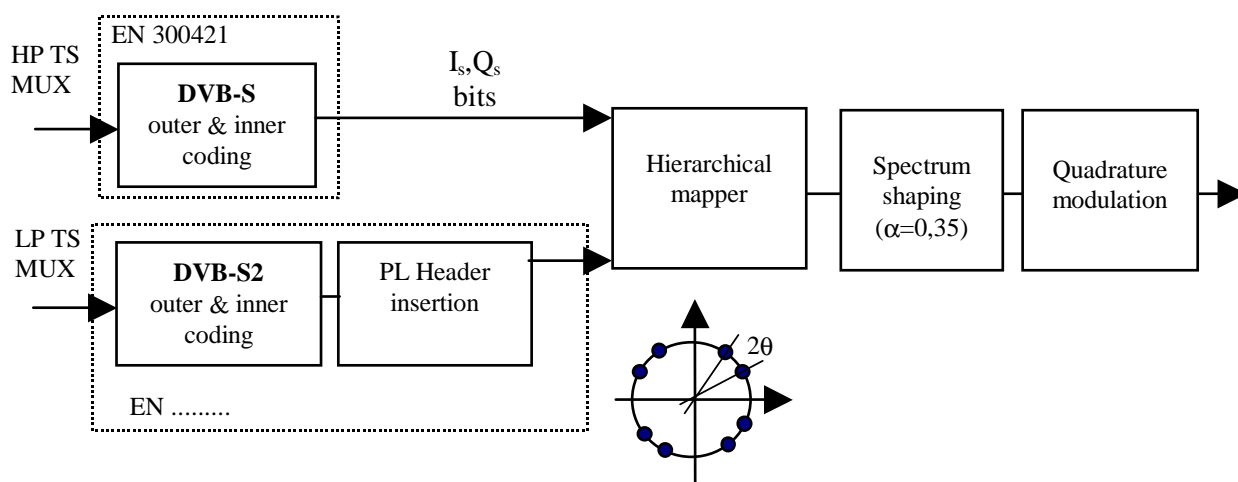 EN 300421
HP TS
MUX
DVB-S
outer & inner
coding
Is,Qs
bits
Hierarchical
mapper
Spectrum
shaping
(α=0,35)
Quadrature
modulation
LP TS
MUX
DVB-S2
outer & inner
coding
PL Header
insertion
EN .........
2θ